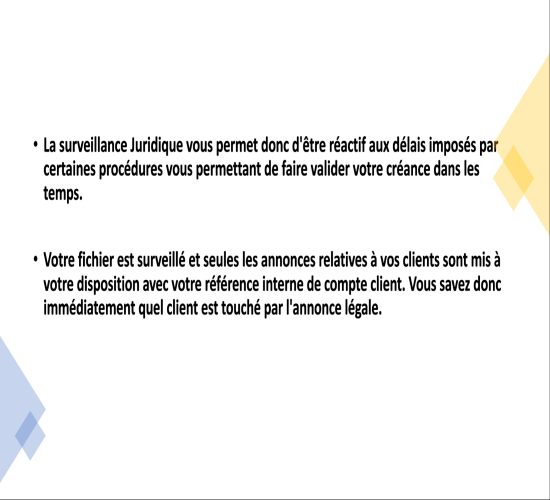 • La surveillance Juridique vous permet donc d'être réactif aux délais imposés par
certaines procédures vous permettant de faire valider votre créance dans les
temps.
• Votre fichier est surveillé et seules les annonces relatives à vos clients sont mis à
votre disposition avec votre référence interne de compte client. Vous savez donc
immédiatement quel client est touché par l'annonce légale.